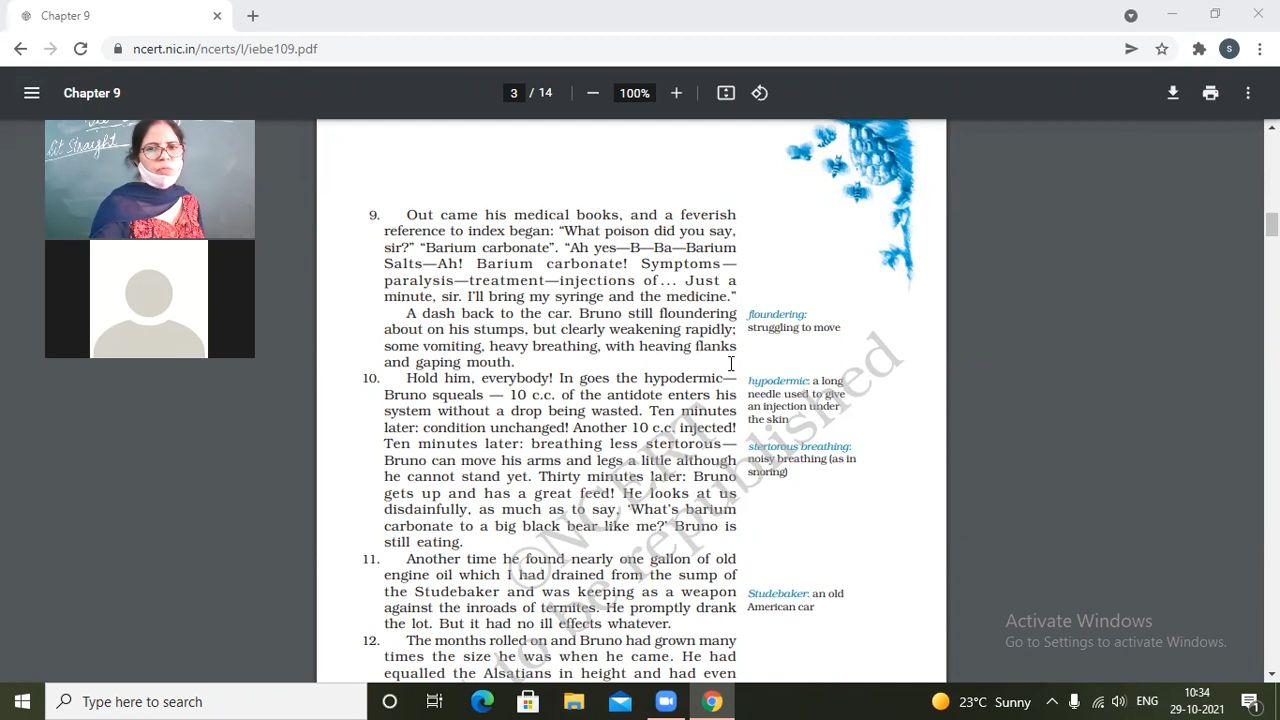 Chapter 9
ncert.nic.in/ncerts/l/iebe109.pdf
S
Chapter 9
3 / 14
100%
At Straight
9. Out came his medical books, and a feverish
reference to index began: “What poison did you say,
sir?” “Barium carbonate”. “Ah yes—B—Ba—Barium
Salts—Ah! Barium carbonate! Symptoms—
paralysis—treatment—injections of... Just a
minute, sir. I'll bring my syringe and the medicine.”
A dash back to the car. Bruno still floundering
about on his stumps, but clearly weakening rapidly;
some vomiting, heavy breathing, with heaving flanks
and gaping mouth.
floundering:
struggling to move
10. Hold him, everybody! In goes the hypodermic—
Bruno squeals — 10 c.c. of the antidote enters his
system without a drop being wasted. Ten minutes
later: condition unchanged! Another 10 c.c. injected!
Ten minutes later: breathing less stertorous—
Bruno can move his arms and legs a little although
he cannot stand yet. Thirty minutes later: Bruno
gets up and has a great feed! He looks at us
disdainfully, as much as to say, ‘What's barium
carbonate to a big black bear like me?’ Bruno is
still eating.
hypodermic: a long
needle used to give
an injection under
the skin
stertorous breathing:
noisy breathing (as in
snoring)
11. Another time he found nearly one gallon of old
engine oil which I had drained from the sump of
the Studebaker and was keeping as a weapon
against the inroads of termites. He promptly drank
the lot. But it had no ill effects whatever.
Studebaker: an old
American car
12. The months rolled on and Bruno had grown many
times the size he was when he came. He had
equalled the Alsatians in height and had even
©NCERT
to be republished
Activate Windows
Go to Settings to activate Windows.
Type here to search
23°C Sunny
ENG
10:34
29-10-2021
1